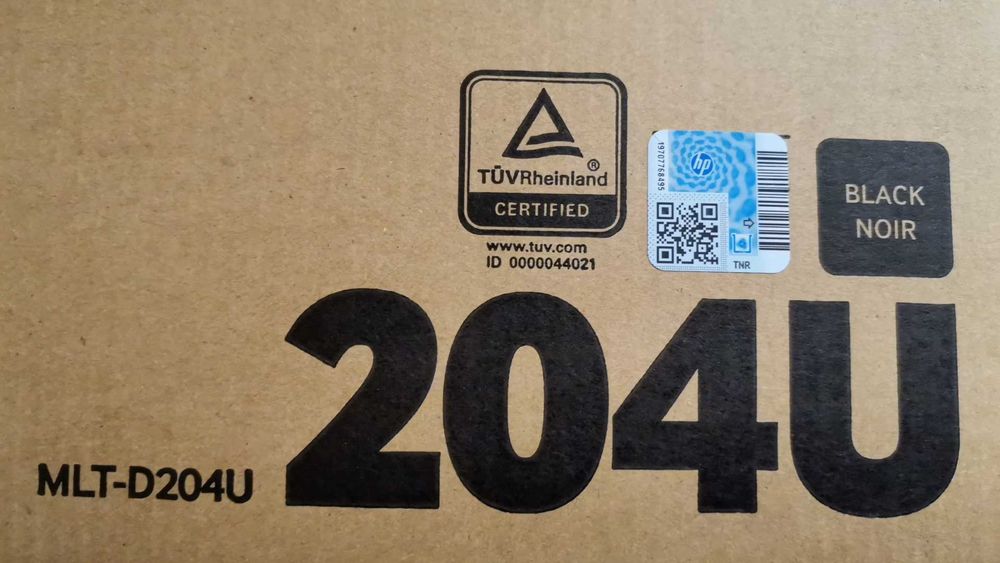 TÜVRheinland®
CERTIFIED
www.tuv.com
ID 0000044021
19707768495
hp
TNR
BLACK
NOIR
204U
MLT-D204U